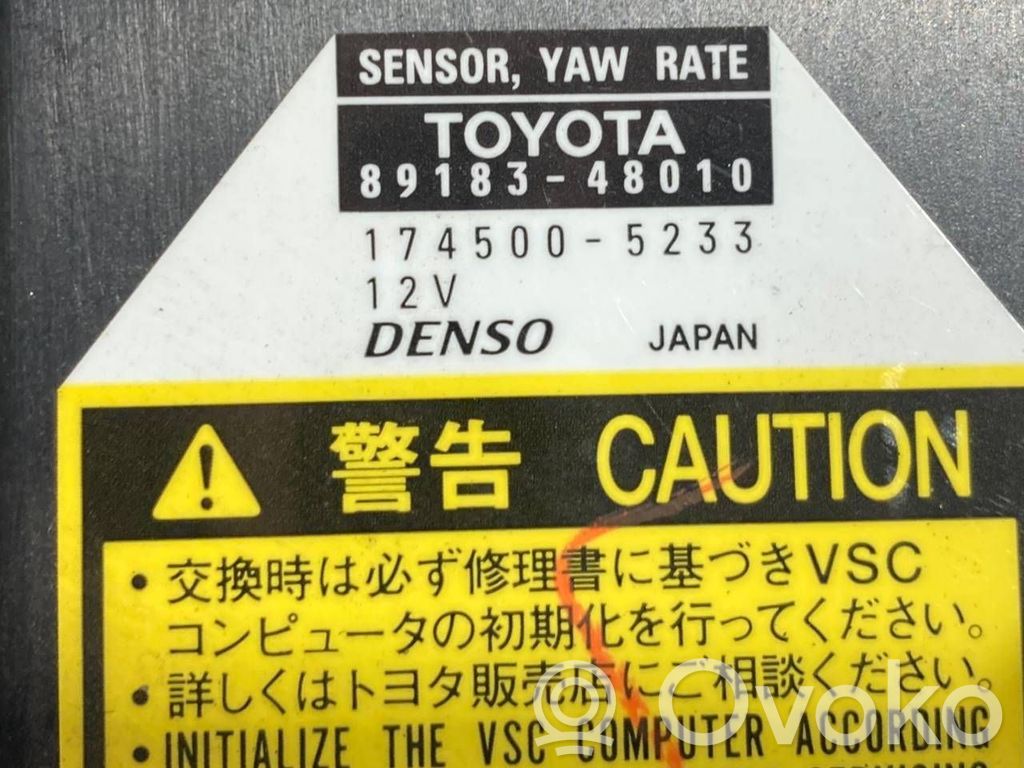 SENSOR, YAW RATE
TOYOTA
89183-48010
174500-5233
12V
DENSO JAPAN
警告 CAUTION
・交換時は必ず修理書に基づきVSC
コンピュータの初期化を行ってください。
・詳しくはトヨタ販売店にご相談ください。
・INITIALIZE THE VSC COMPUTER ACCORDING
Ovoko